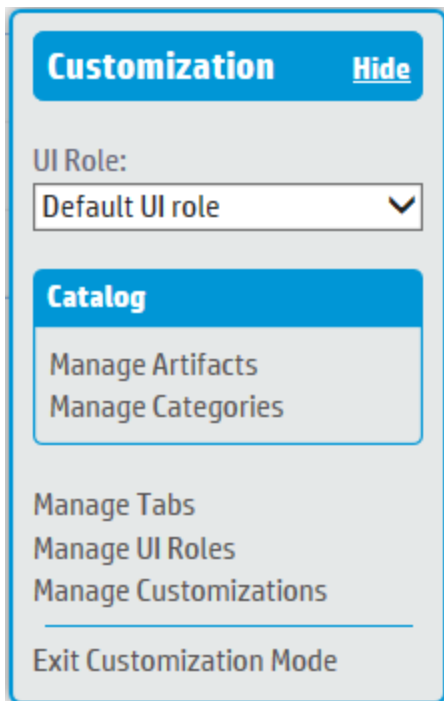 Customization Hide
UI Role:
Default UI role
Catalog
Manage Artifacts
Manage Categories
Manage Tabs
Manage UI Roles
Manage Customizations
Exit Customization Mode